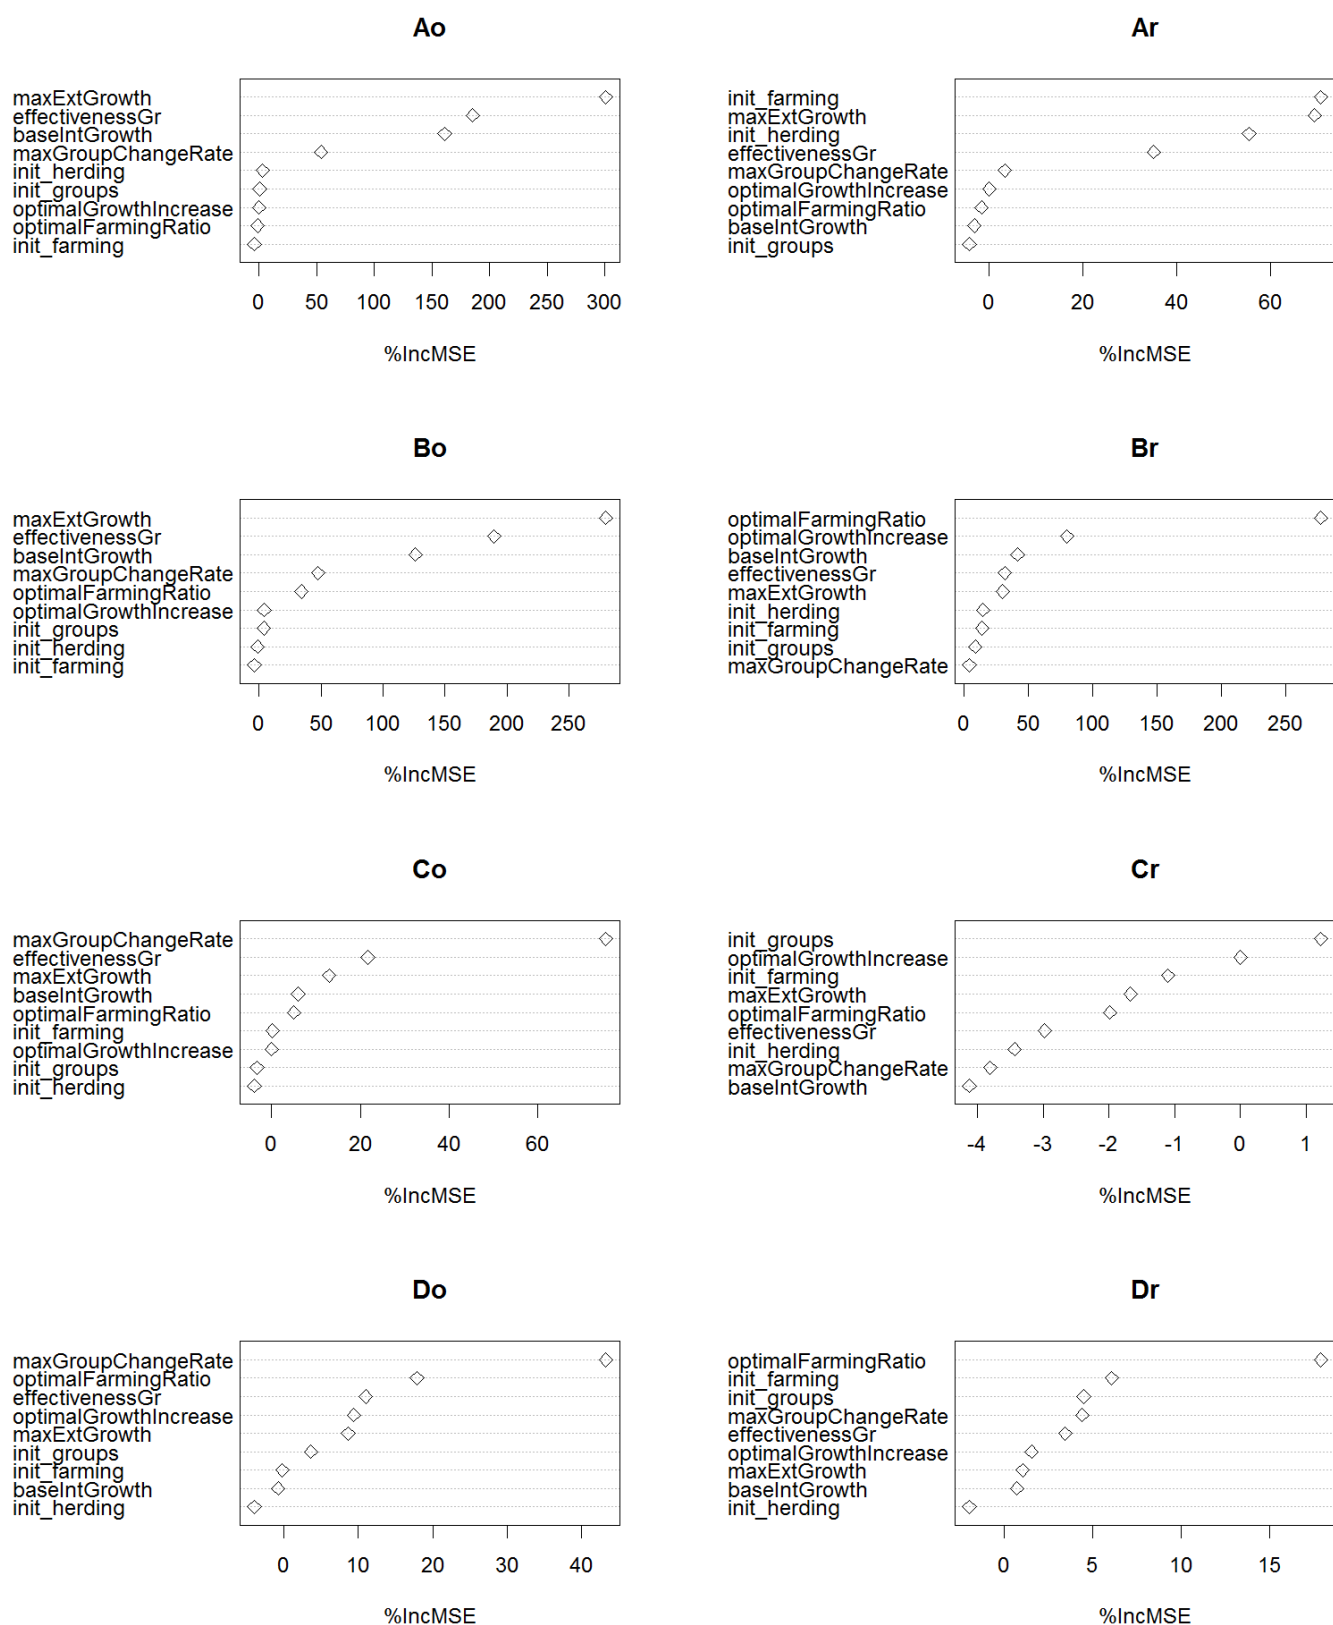 Ao
maxExtGrowth
effectivenessGr
baseIntGrowth
maxGroupChangeRate
init_herding
init_groups
optimalGrowthIncrease
optimalFarmingRatio
init_farming
0 50 100 150 200 250 300
%IncMSE
Ar
init_farming
maxExtGrowth
init_herding
effectivenessGr
maxGroupChangeRate
optimalGrowthIncrease
optimalFarmingRatio
baseIntGrowth
init_groups
0 20 40 60
%IncMSE
Bo
maxExtGrowth
effectivenessGr
baseIntGrowth
maxGroupChangeRate
optimalFarmingRatio
optimalGrowthIncrease
init_groups
init_herding
init_farming
0 50 100 150 200 250
%IncMSE
Br
optimalFarmingRatio
optimalGrowthIncrease
baseIntGrowth
effectivenessGr
maxExtGrowth
init_herding
init_farming
init_groups
maxGroupChangeRate
0 50 100 150 200 250
%IncMSE
Co
maxGroupChangeRate
effectivenessGr
maxExtGrowth
baseIntGrowth
optimalFarmingRatio
init_farming
optimalGrowthIncrease
init_groups
init_herding
0 20 40 60
%IncMSE
Cr
init_groups
optimalGrowthIncrease
init_farming
maxExtGrowth
optimalFarmingRatio
effectivenessGr
init_herding
maxGroupChangeRate
baseIntGrowth
-4 -3 -2 -1 0 1
%IncMSE
Do
maxGroupChangeRate
optimalFarmingRatio
effectivenessGr
optimalGrowthIncrease
maxExtGrowth
init_groups
init_farming
baseIntGrowth
init_herding
0 10 20 30 40
%IncMSE
Dr
optimalFarmingRatio
init_farming
init_groups
maxGroupChangeRate
effectivenessGr
optimalGrowthIncrease
maxExtGrowth
baseIntGrowth
init_herding
0 5 10 15
%IncMSE